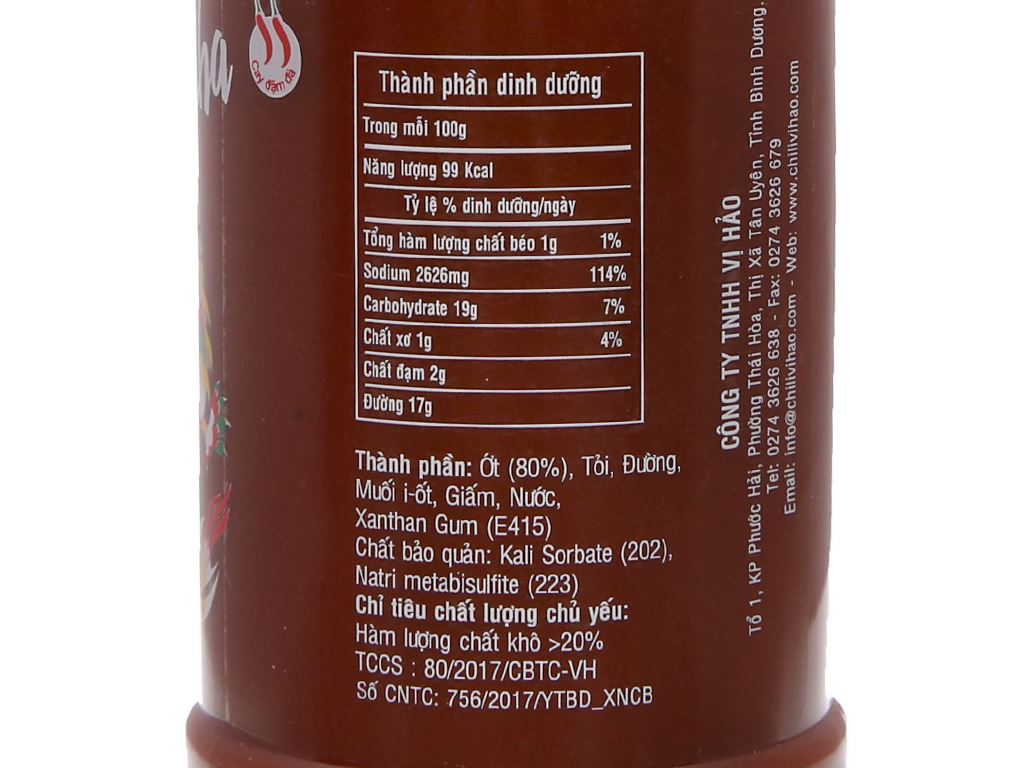 Cay đậm đà
Thành phần dinh dưỡng
Trong mỗi 100g
Năng lượng 99 Kcal
Tỷ lệ % dinh dưỡng/ngày
Tổng hàm lượng chất béo 1g 1%
Sodium 2626mg 114%
Carbohydrate 19g 7%
Chất xơ 1g 4%
Chất đạm 2g
Đường 17g
Thành phần: Ớt (80%), Tỏi, Đường,
Muối i-ốt, Giấm, Nước,
Xanthan Gum (E415)
Chất bảo quản: Kali Sorbate (202),
Natri metabisulfite (223)
Chỉ tiêu chất lượng chủ yếu:
Hàm lượng chất khô >20%
TCCS : 80/2017/CBTC-VH
Số CNTC: 756/2017/YTBD_XNCB
CÔNG TY TNHH VỊ HẢO
Tổ 1, KP Phước Hải, Phường Thái Hòa, Thị Xã Tân Uyên, Tỉnh Bình Dương.
Tel: 0274 3626 638 - Fax: 0274 3626 679
Email: info@chilivihao.com - Web: www.chilivihao.com